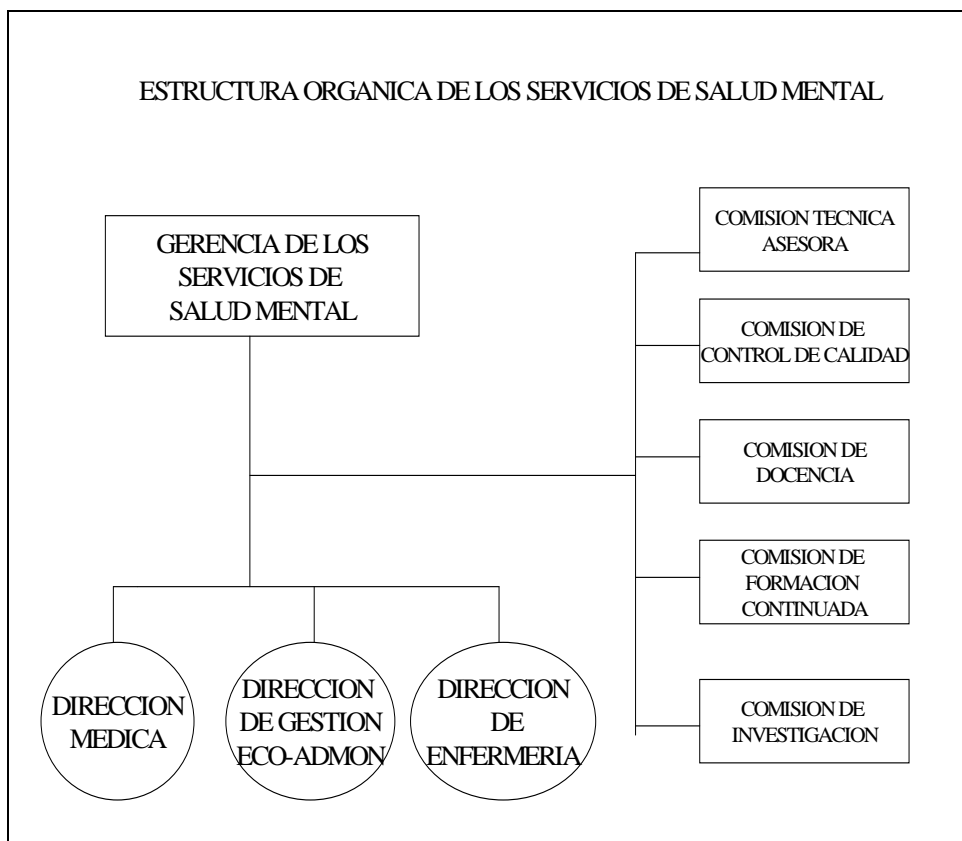 ESTRUCTURA ORGANICA DE LOS SERVICIOS DE SALUD MENTAL
GERENCIA DE LOS
SERVICIOS DE
SALUD MENTAL
COMISION TECNICA
ASESORA
COMISION DE
CONTROL DE CALIDAD
COMISION DE
DOCENCIA
COMISION DE
FORMACION
CONTINUADA
COMISION DE
INVESTIGACION
DIRECCION
MEDICA
DIRECCION
DE GESTION
ECO-ADMON
DIRECCION
DE
ENFERMERIA